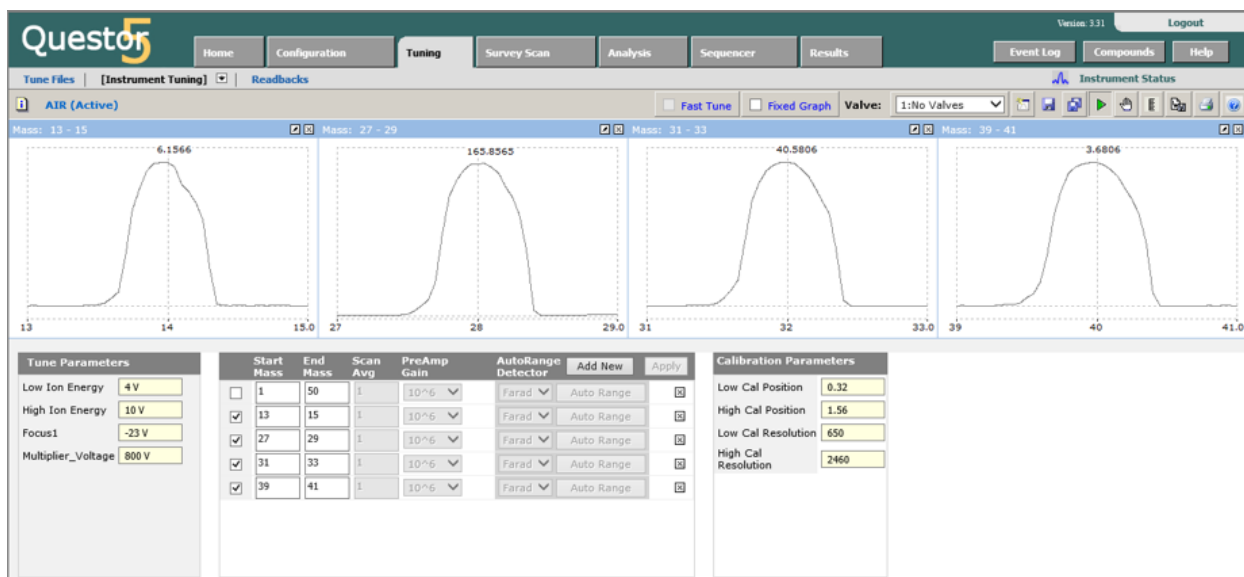 Version: 3.31 Logout
Questor5
Home Configuration Tuning Survey Scan Analysis Sequencer Results Event Log Compounds Help
Tune Files | [Instrument Tuning] | Readbacks Instrument Status
AIR (Active) Fast Tune Fixed Graph Valve: 1:No Valves
Mass: 13 - 15 Mass: 27 - 29 Mass: 31 - 33 Mass: 39 - 41
6.1566 165.8565 40.5806 3.6806
13 14 15.0 27 28 29.0 31 32 33.0 39 40 41.0
Tune Parameters
Low Ion Energy 4 V
High Ion Energy 10 V
Focus1 -23 V
Multiplier_Voltage 800 V
Start Mass End Mass Scan Avg PreAmp Gain AutoRange Detector Add New Apply
1 50 1 10^6 Farad Auto Range
13 15 1 10^6 Farad Auto Range
27 29 1 10^6 Farad Auto Range
31 33 1 10^6 Farad Auto Range
39 41 1 10^6 Farad Auto Range
Calibration Parameters
Low Cal Position 0.32
High Cal Position 1.56
Low Cal Resolution 650
High Cal Resolution 2460